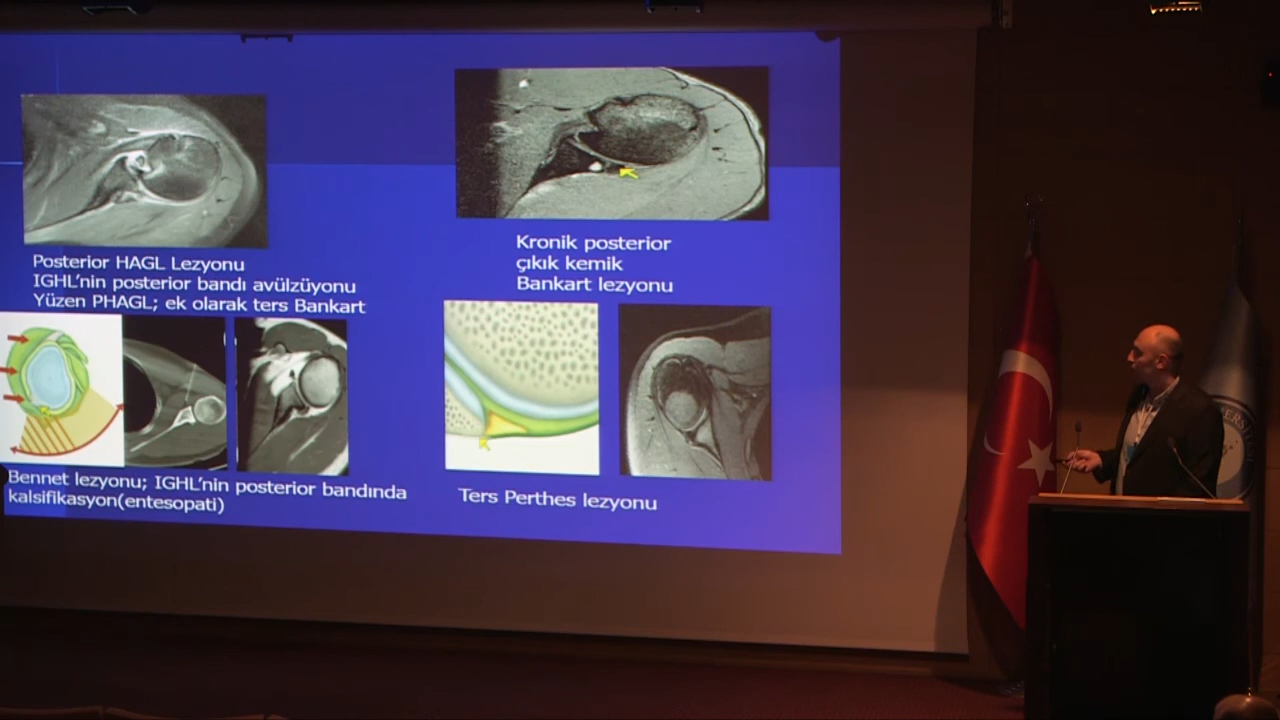 Posterior HAGL Lezyonu
IGHL'nin posterior bandı avülzüyonu
Yüzen PHAGL; ek olarak ters Bankart
Kronik posterior
çıkık kemik
Bankart lezyonu
Bennet lezyonu; IGHL'nin posterior bandında
kalsifikasyon(entesopati)
Ters Perthes lezyonu